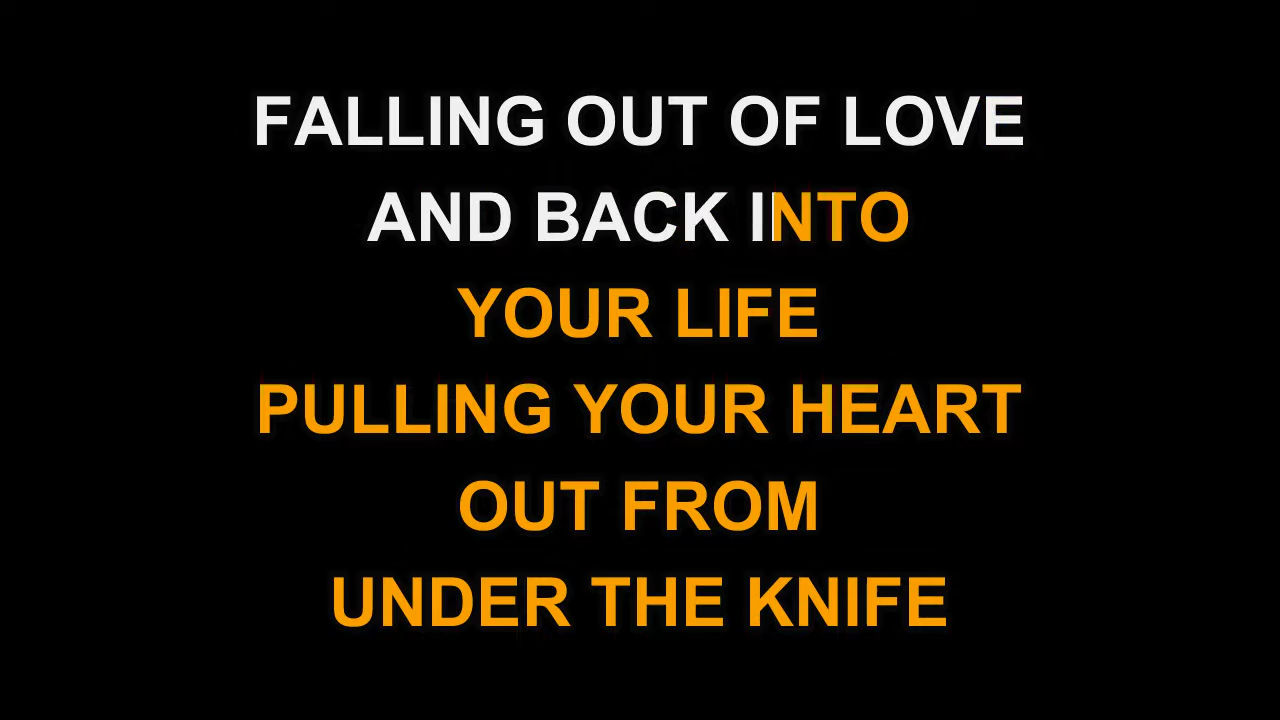 FALLING OUT OF LOVE
AND BACK INTO
YOUR LIFE
PULLING YOUR HEART
OUT FROM
UNDER THE KNIFE